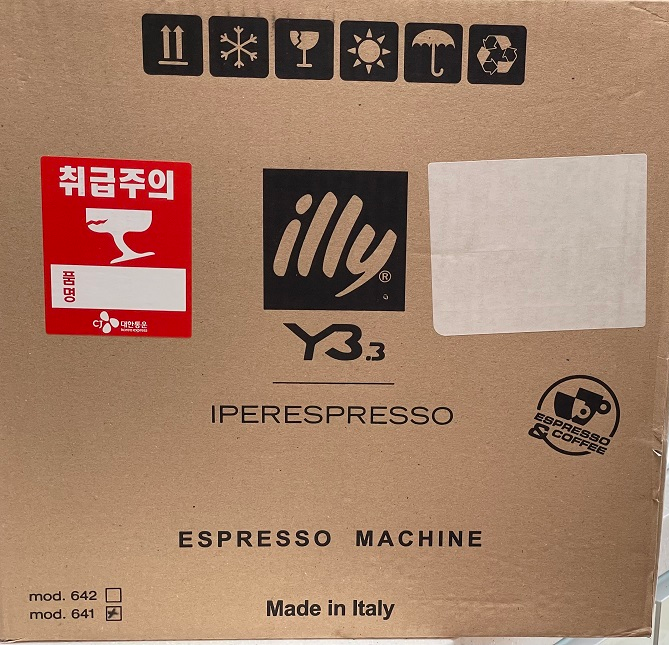 취급주의
품명
CJ 대한통운
illy®
Y3.3
IPERESPRESSO
ESPRESSO
& COFFEE
ESPRESSO MACHINE
mod. 642
mod. 641
Made in Italy